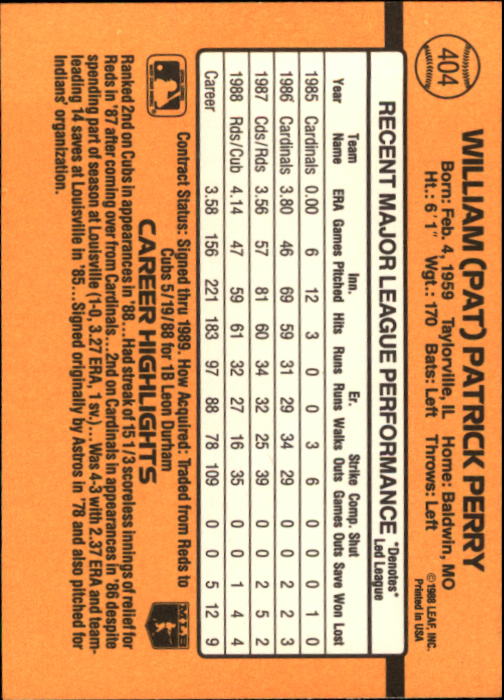 404
WILLIAM (PAT) PATRICK PERRY
Born: Feb. 4, 1959 Taylorville, IL Home: Baldwin, MO
Ht.: 6'1" Wgt.: 170 Bats: Left Throws: Left
©1988 LEAF, INC.
Printed in USA
RECENT MAJOR LEAGUE PERFORMANCE *Denotes Led League
Year Team Name ERA Games Inn. Pitched Hits Runs Er. Runs Walks Strike Outs Comp. Games Shut Outs Save Won Lost
1985 Cardinals 0.00 6 12 3 0 0 3 6 0 0 0 1 0
1986 Cardinals 3.80 46 69 59 31 29 34 29 0 0 2 2 3
1987 Cds/Rds 3.56 57 81 60 34 32 25 39 0 0 2 5 2
1988 Rds/Cub 4.14 47 59 61 32 27 16 35 0 0 1 4 4
Career 3.58 156 221 183 97 88 78 109 0 0 5 12 9
Contract Status: Signed thru 1989. How Acquired: Traded from Reds to
Cubs 5/19/88 for 1B Leon Durham
CAREER HIGHLIGHTS
Ranked 2nd on Cubs in appearances in '88...Had streak of 15 1/3 scoreless innings of relief for
Reds in '87 after coming over from Cardinals...2nd on Cardinals in appearances in '86 despite
spending part of season at Louisville (1-0, 3.27 ERA, 1 sv.)...Was 4-3 with 2.37 ERA and team-
leading 14 saves at Louisville in '85...Signed originally by Astros in '78 and also pitched for
Indians' organization.